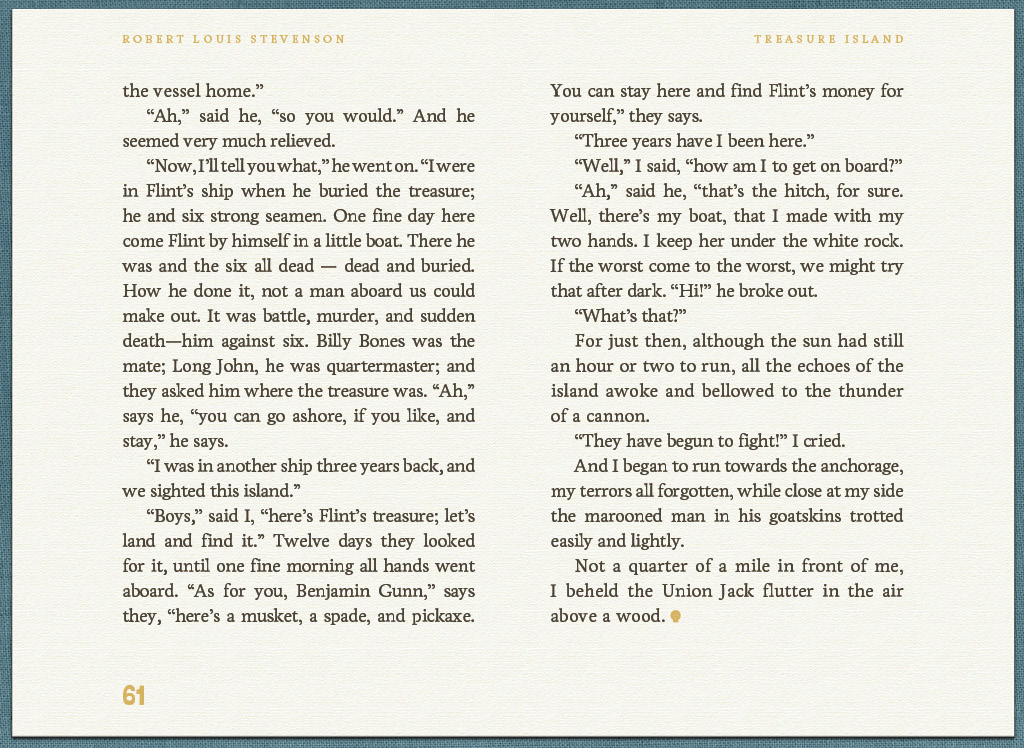 ROBERT LOUIS STEVENSON
TREASURE ISLAND
the vessel home.”
“Ah,” said he, “so you would.” And he
seemed very much relieved.
“Now, I’ll tell you what,” he went on. “I were
in Flint’s ship when he buried the treasure;
he and six strong seamen. One fine day here
come Flint by himself in a little boat. There he
was and the six all dead — dead and buried.
How he done it, not a man aboard us could
make out. It was battle, murder, and sudden
death—him against six. Billy Bones was the
mate; Long John, he was quartermaster; and
they asked him where the treasure was. “Ah,”
says he, “you can go ashore, if you like, and
stay,” he says.
“I was in another ship three years back, and
we sighted this island.”
“Boys,” said I, “here’s Flint’s treasure; let’s
land and find it.” Twelve days they looked
for it, until one fine morning all hands went
aboard. “As for you, Benjamin Gunn,” says
they, “here’s a musket, a spade, and pickaxe.
You can stay here and find Flint’s money for
yourself,” they says.
“Three years have I been here.”
“Well,” I said, “how am I to get on board?”
“Ah,” said he, “that’s the hitch, for sure.
Well, there’s my boat, that I made with my
two hands. I keep her under the white rock.
If the worst come to the worst, we might try
that after dark. “Hi!” he broke out.
“What’s that?”
For just then, although the sun had still
an hour or two to run, all the echoes of the
island awoke and bellowed to the thunder
of a cannon.
“They have begun to fight!” I cried.
And I began to run towards the anchorage,
my terrors all forgotten, while close at my side
the marooned man in his goatskins trotted
easily and lightly.
Not a quarter of a mile in front of me,
I beheld the Union Jack flutter in the air
above a wood.
61